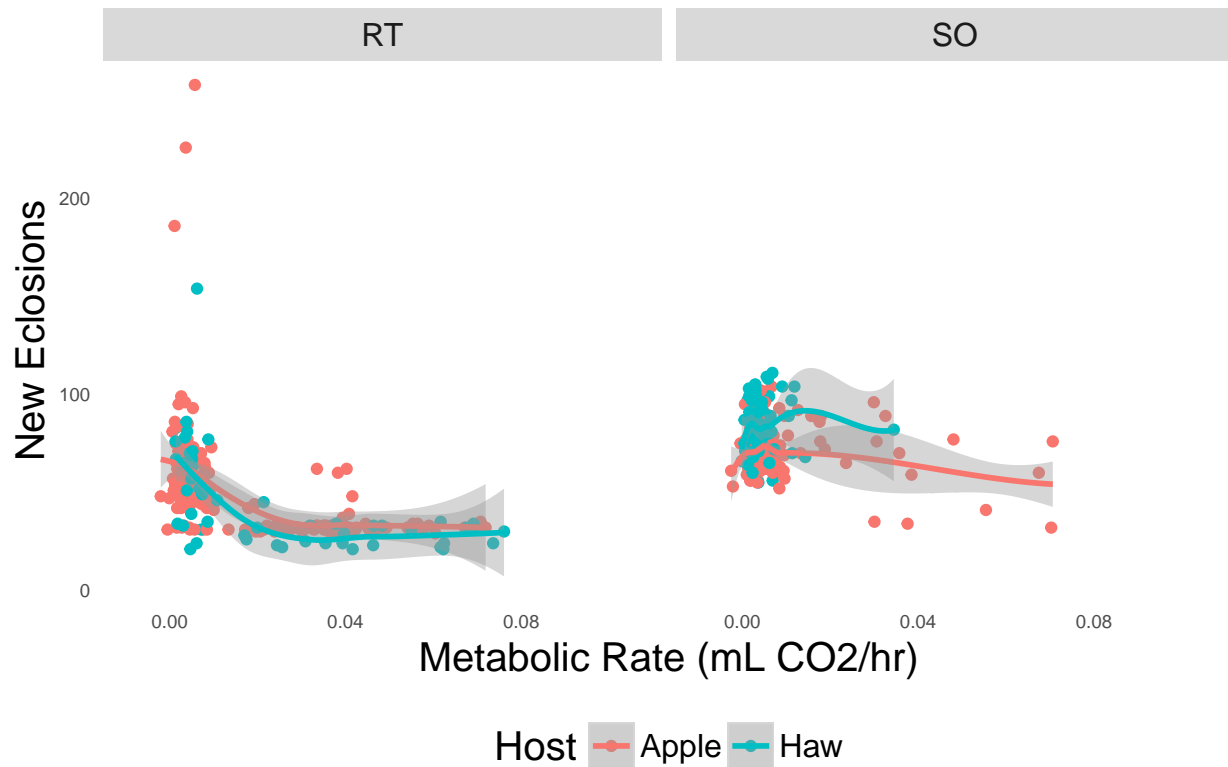 RT SO
New Eclosions
200
100
0
0.00 0.04 0.08 0.00 0.04 0.08
Metabolic Rate (mL CO2/hr)
Host Apple Haw